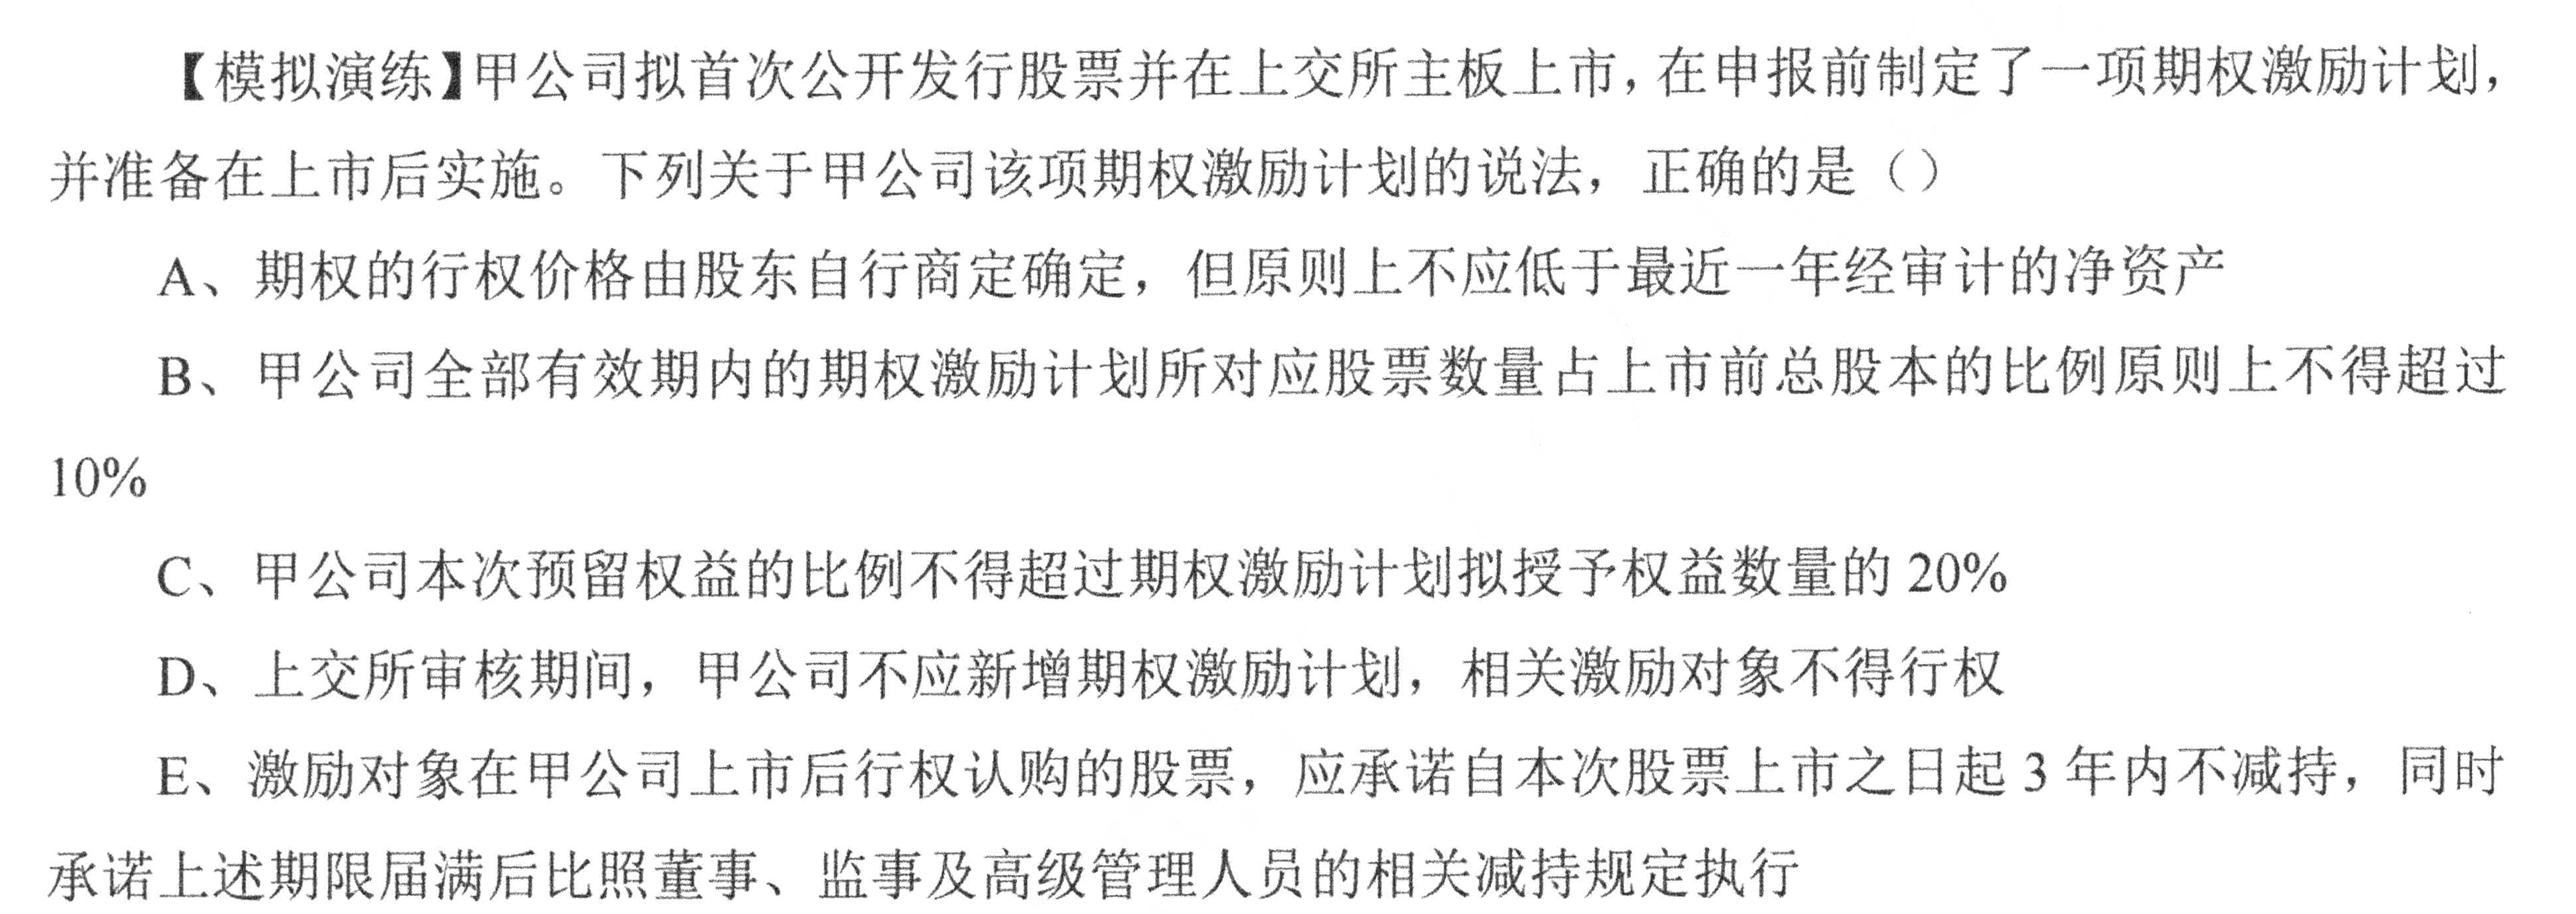 【模拟演练】甲公司拟首次公开发行股票并在上交所主板上市，在申报前制定了一项期权激励计划，
并准备在上市后实施。下列关于甲公司该项期权激励计划的说法，正确的是（）
A、期权的行权价格由股东自行商定确定，但原则上不应低于最近一年经审计的净资产
B、甲公司全部有效期内的期权激励计划所对应股票数量占上市前总股本的比例原则上不得超过
10%
C、甲公司本次预留权益的比例不得超过期权激励计划拟授予权益数量的 20%
D、上交所审核期间，甲公司不应新增期权激励计划，相关激励对象不得行权
E、激励对象在甲公司上市后行权认购的股票，应承诺自本次股票上市之日起 3 年内不减持，同时
承诺上述期限届满后比照董事、监事及高级管理人员的相关减持规定执行